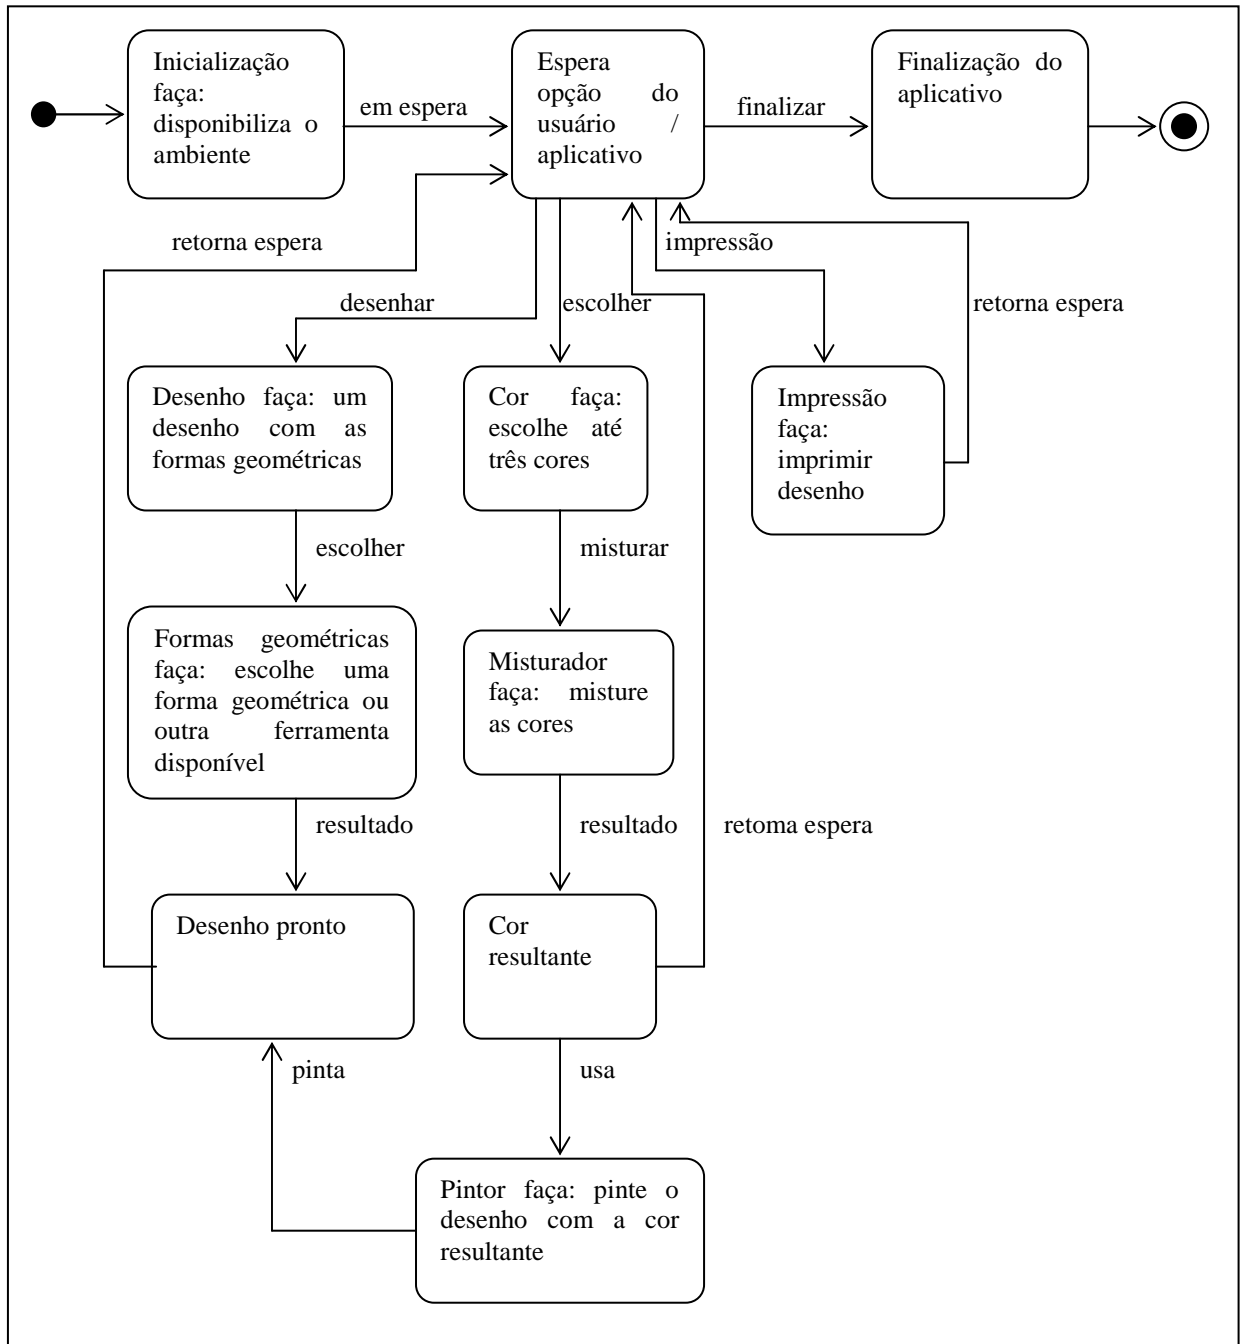 Inicialização
faça:
disponibiliza o
ambiente
em espera
Espera
opção do
usuário /
aplicativo
finalizar
Finalização do
aplicativo
retorna espera
impressão
desenhar
escolher
retorna espera
Desenho faça: um
desenho com as
formas geométricas
Cor faça:
escolhe até
três cores
Impressão
faça:
imprimir
desenho
escolher
misturar
Formas geométricas
faça: escolhe uma
forma geométrica ou
outra ferramenta
disponível
Misturador
faça: misture
as cores
resultado
resultado
retoma espera
Desenho pronto
Cor
resultante
pinta
usa
Pintor faça: pinte o
desenho com a cor
resultante